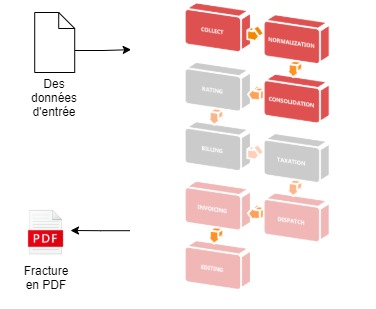 COLLECT
NORMALIZATION
Des
données
d'entrée
RATING
CONSOLIDATION
BILLING
TAXATION
INVOICING
DISPATCH
PDF
Fracture
en PDF
EDITING